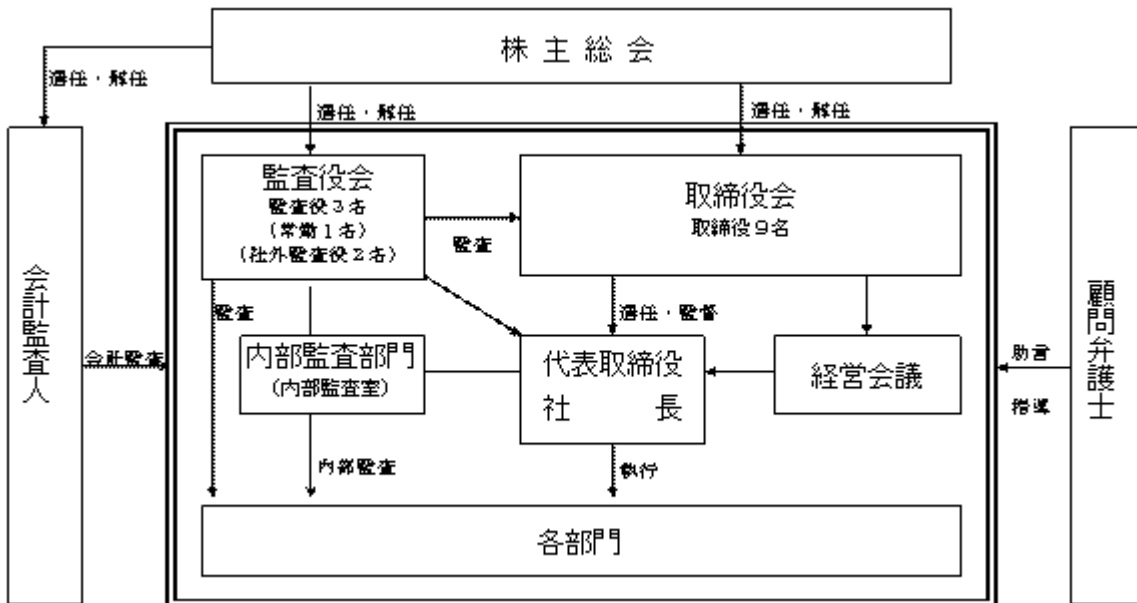 株主総会
選任・解任
選任・解任
選任・解任
監査役会
監査役3名
(常勤1名)
(社外監査役2名)
取締役会
取締役9名
監査
監査
選任・監督
会計監査人
会計監査
内部監査部門
(内部監査室)
代表取締役
社長
経営会議
助言
指導
顧問弁護士
内部監査
執行
各部門